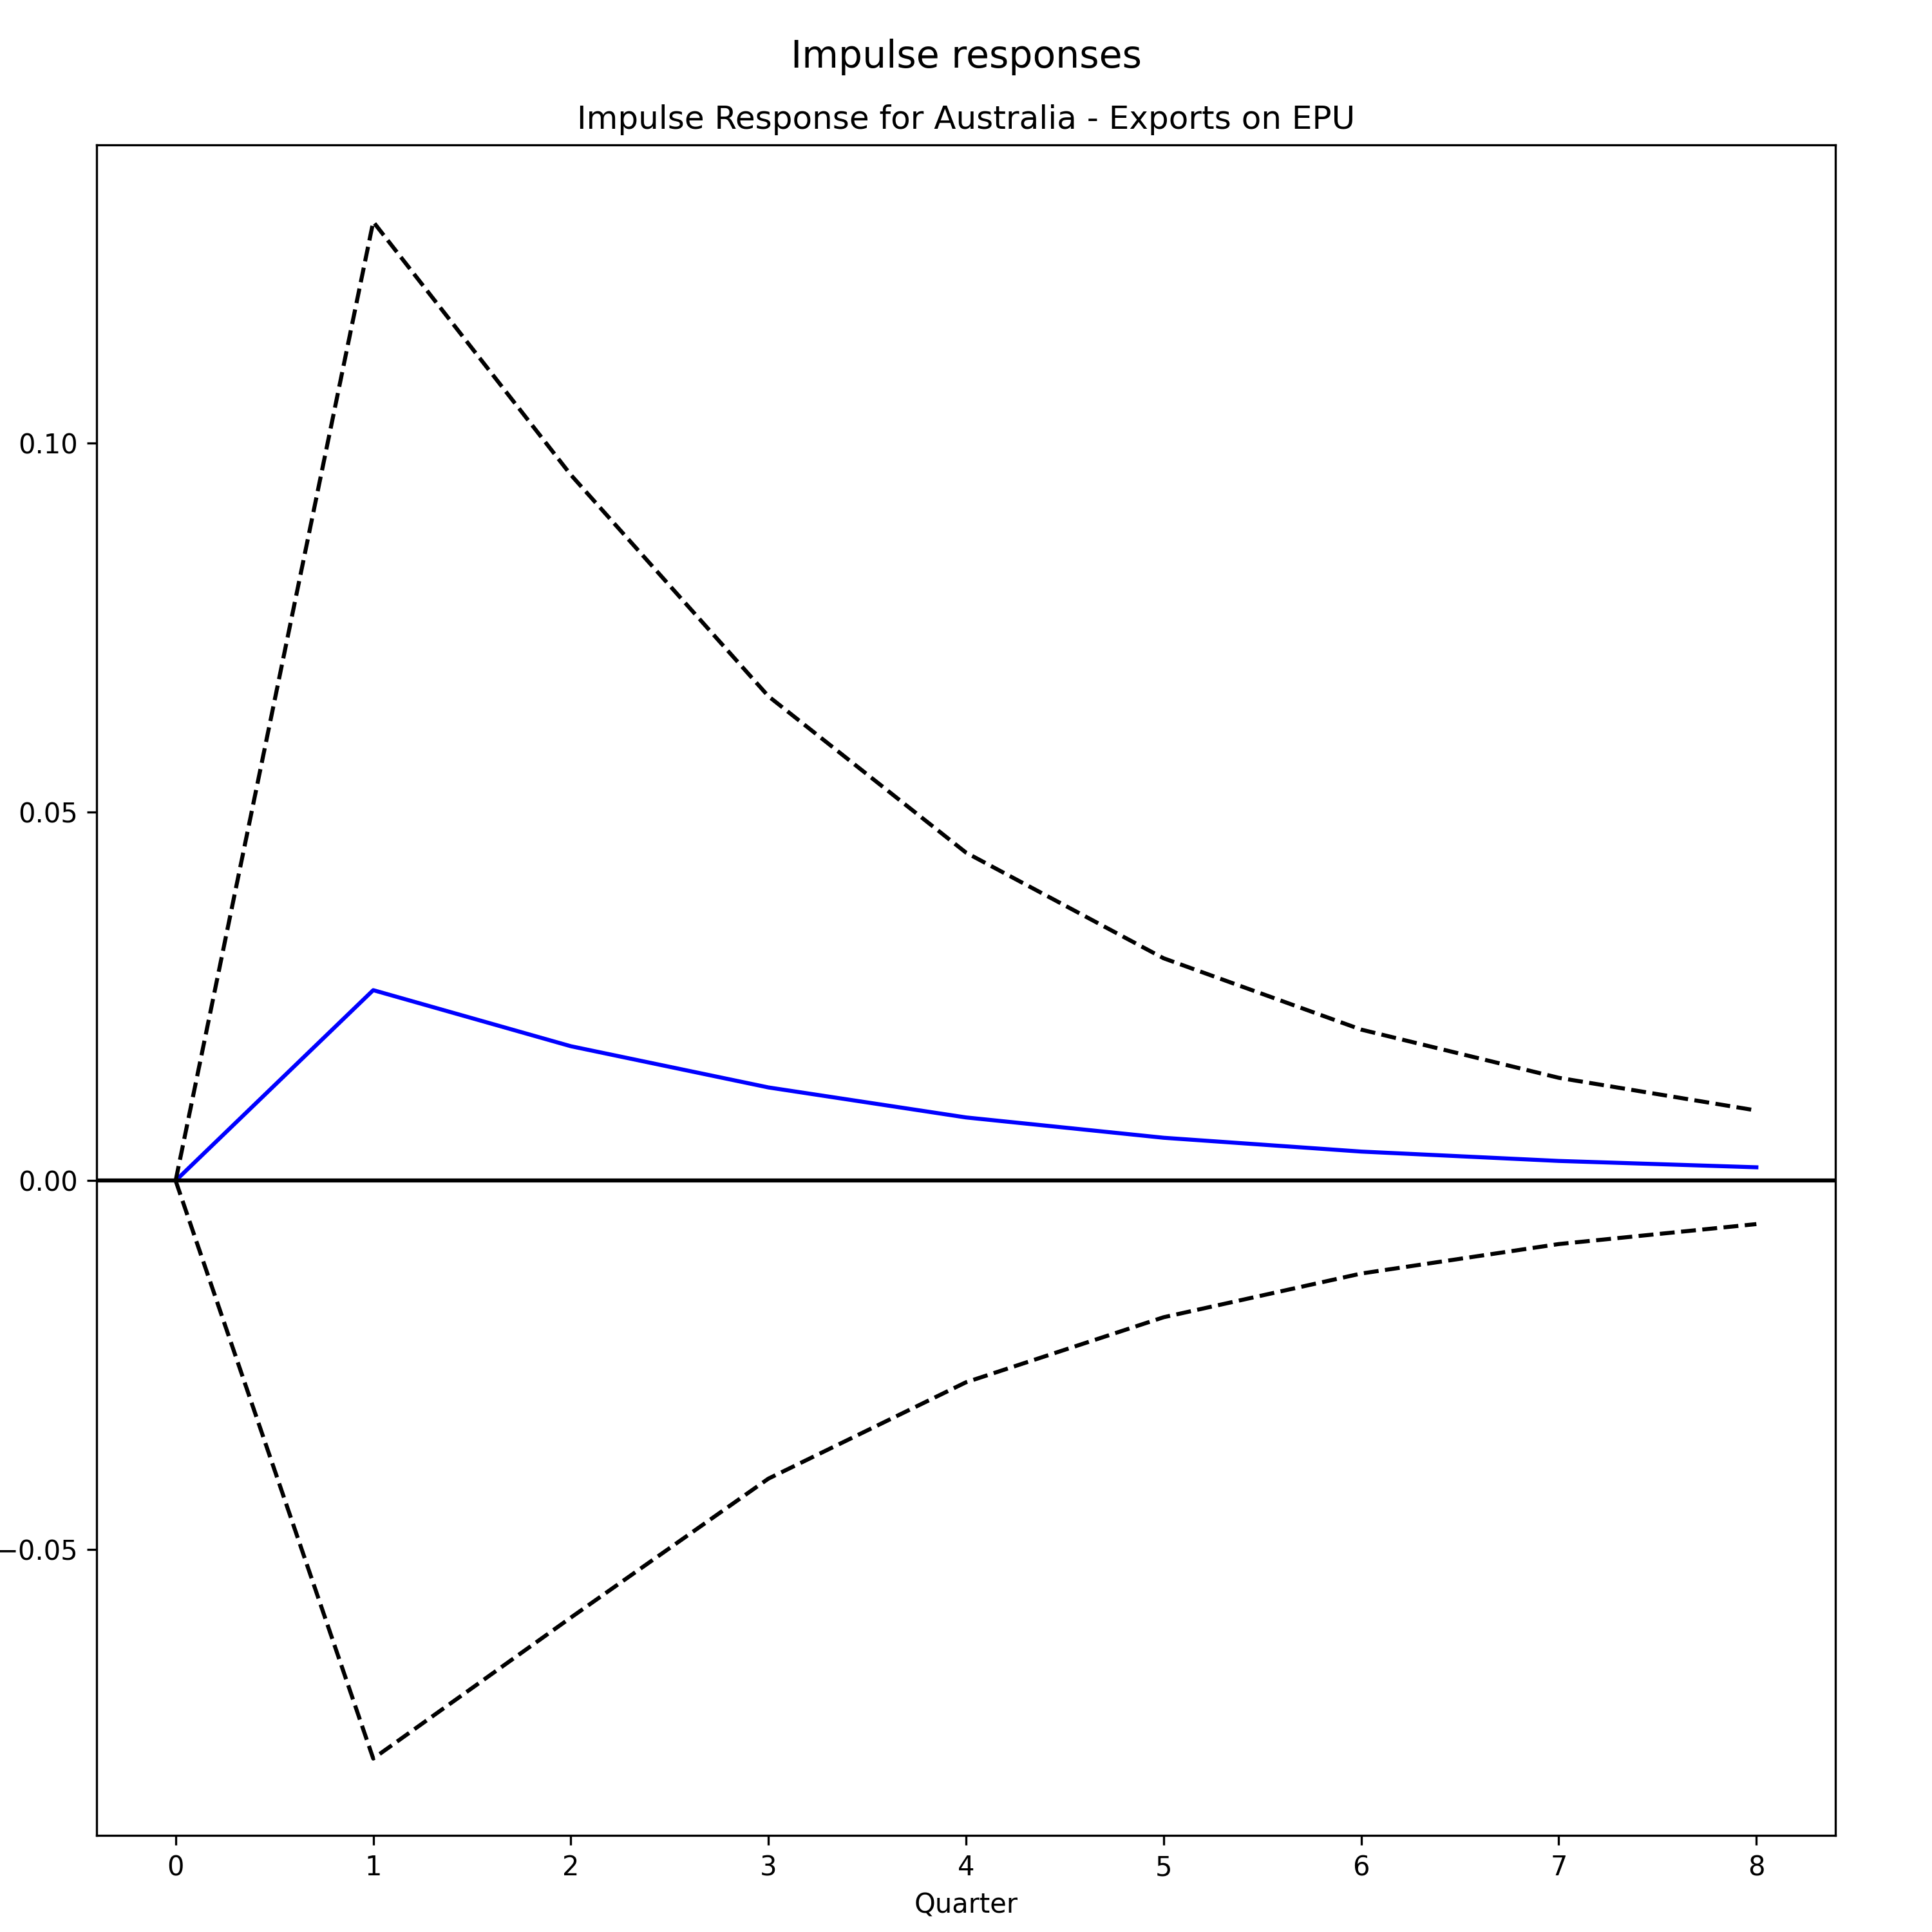 Impulse responses
Impulse Response for Australia - Exports on EPU
0.10
0.05
0.00
−0.05
0 1 2 3 4 5 6 7 8
Quarter